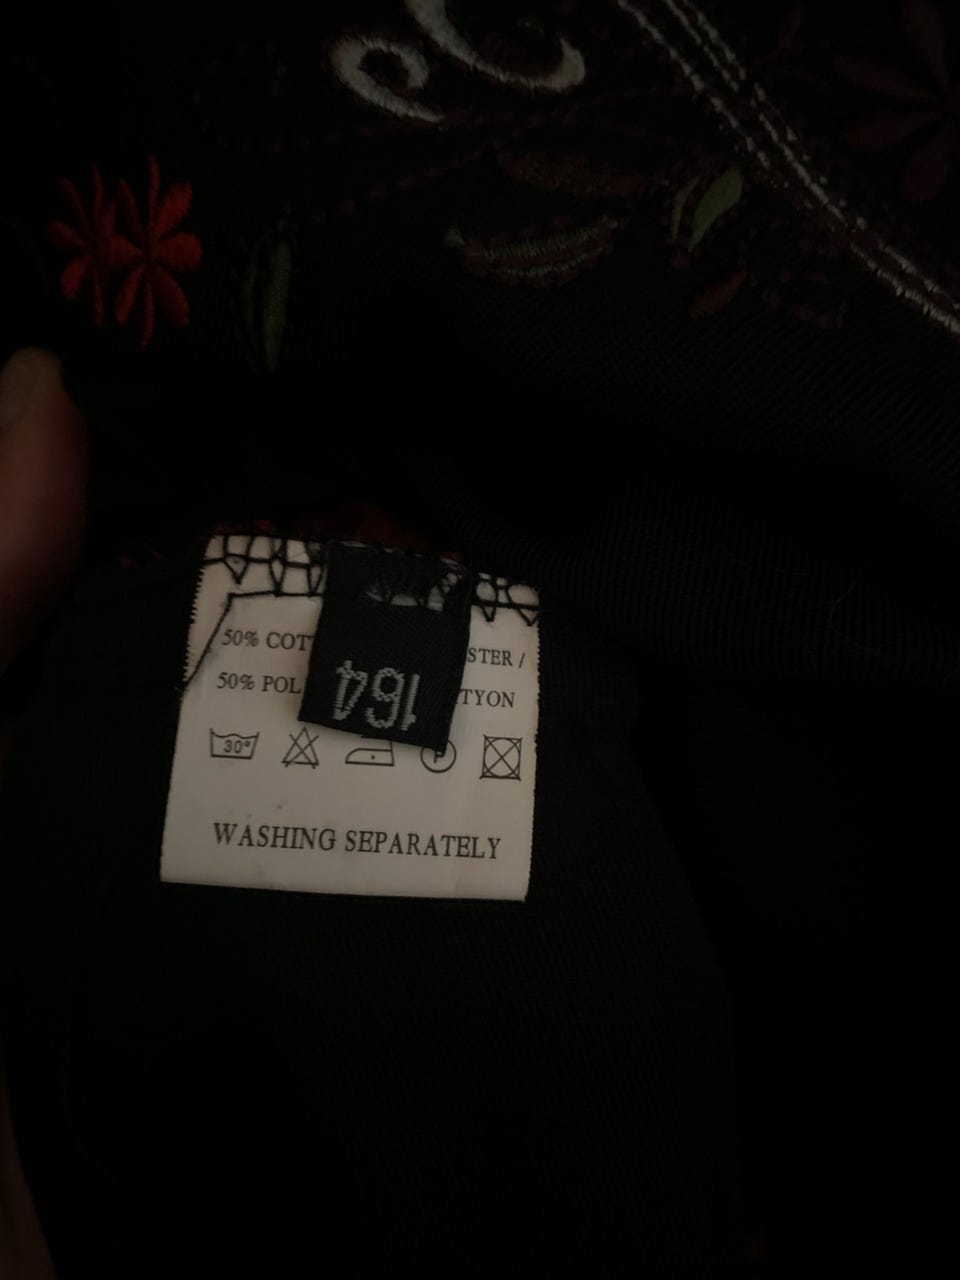 50% COT STER /
50% POL TYON
164
30°
P
WASHING SEPARATELY